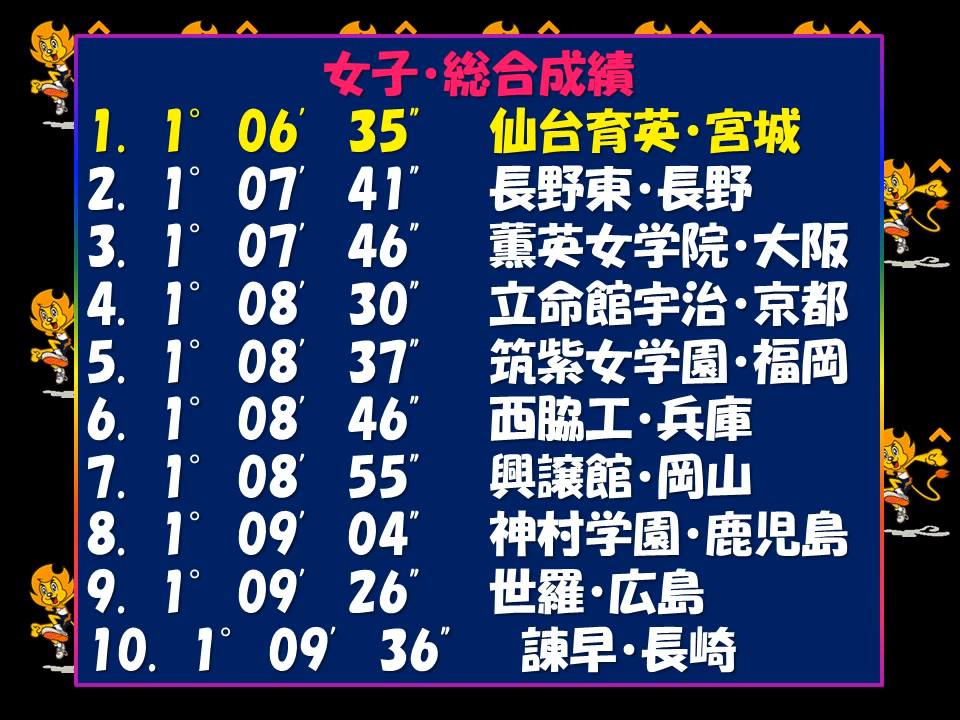 女子・総合成績
1. 1° 06′ 35″ 仙台育英・宮城
2. 1° 07′ 41″ 長野東・長野
3. 1° 07′ 46″ 薫英女学院・大阪
4. 1° 08′ 30″ 立命館宇治・京都
5. 1° 08′ 37″ 筑紫女学園・福岡
6. 1° 08′ 46″ 西脇工・兵庫
7. 1° 08′ 55″ 興譲館・岡山
8. 1° 09′ 04″ 神村学園・鹿児島
9. 1° 09′ 26″ 世羅・広島
10. 1° 09′ 36″ 諫早・長崎